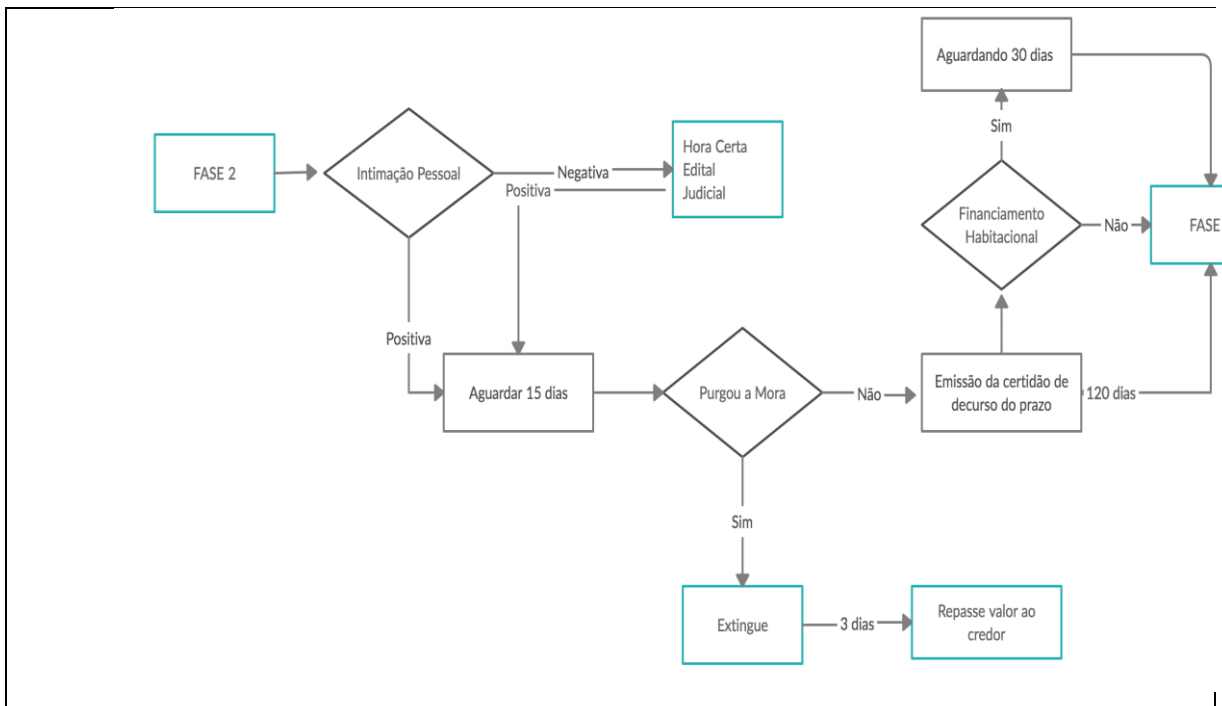 Aguardando 30 dias
Sim
FASE 2
Intimação Pessoal
Negativa
Positiva
Hora Certa
Edital
Judicial
Financiamento
Habitacional
Não
FASE
Positiva
Aguardar 15 dias
Purgou a Mora
Não
Emissão da certidão de
decurso do prazo
120 dias
Sim
Extingue
3 dias
Repasse valor ao
credor